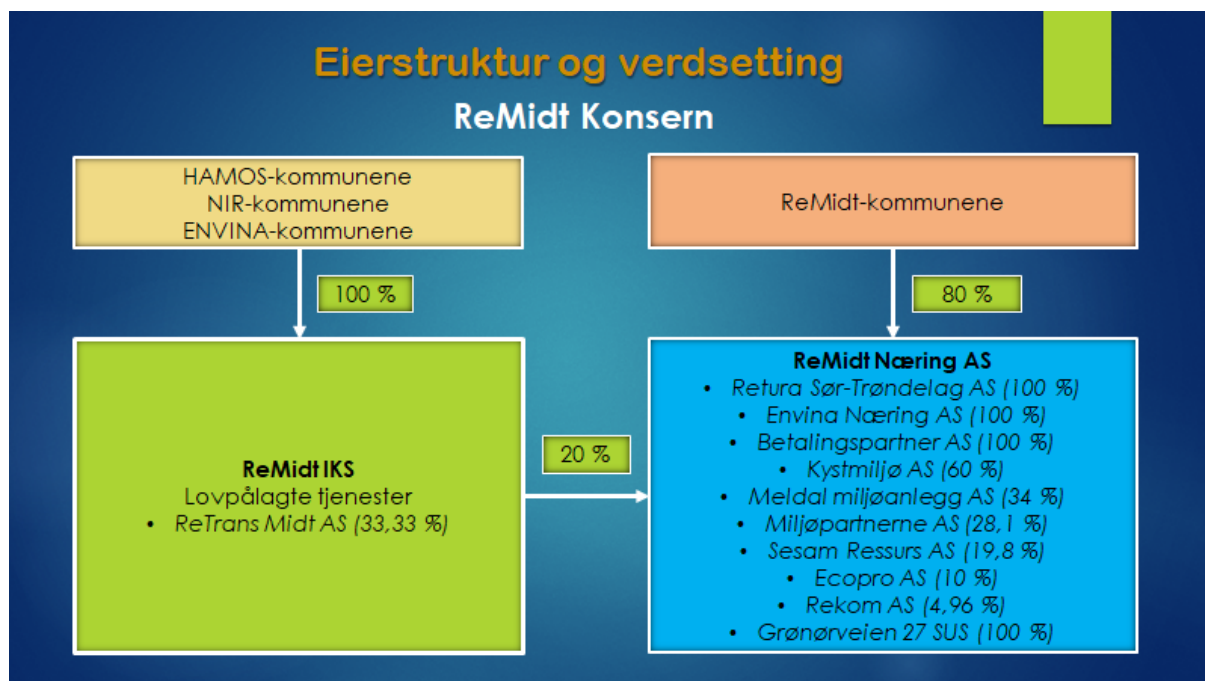 Eierstruktur og verdsetting
ReMidt Konsern
HAMOS-kommunene
NIR-kommunene
ENVINA-kommunene
ReMidt-kommunene
100 %
80 %
ReMidt IKS
Lovpålagte tjenester
• ReTrans Midt AS (33,33 %)
20 %
ReMidt Næring AS
• Retura Sør-Trøndelag AS (100 %)
• Envina Næring AS (100 %)
• Betalingspartner AS (100 %)
• Kystmiljø AS (60 %)
• Meldal miljøanlegg AS (34 %)
• Miljøpartnerne AS (28,1 %)
• Sesam Ressurs AS (19,8 %)
• Ecopro AS (10 %)
• Rekom AS (4,96 %)
• Grønørveien 27 SUS (100 %)